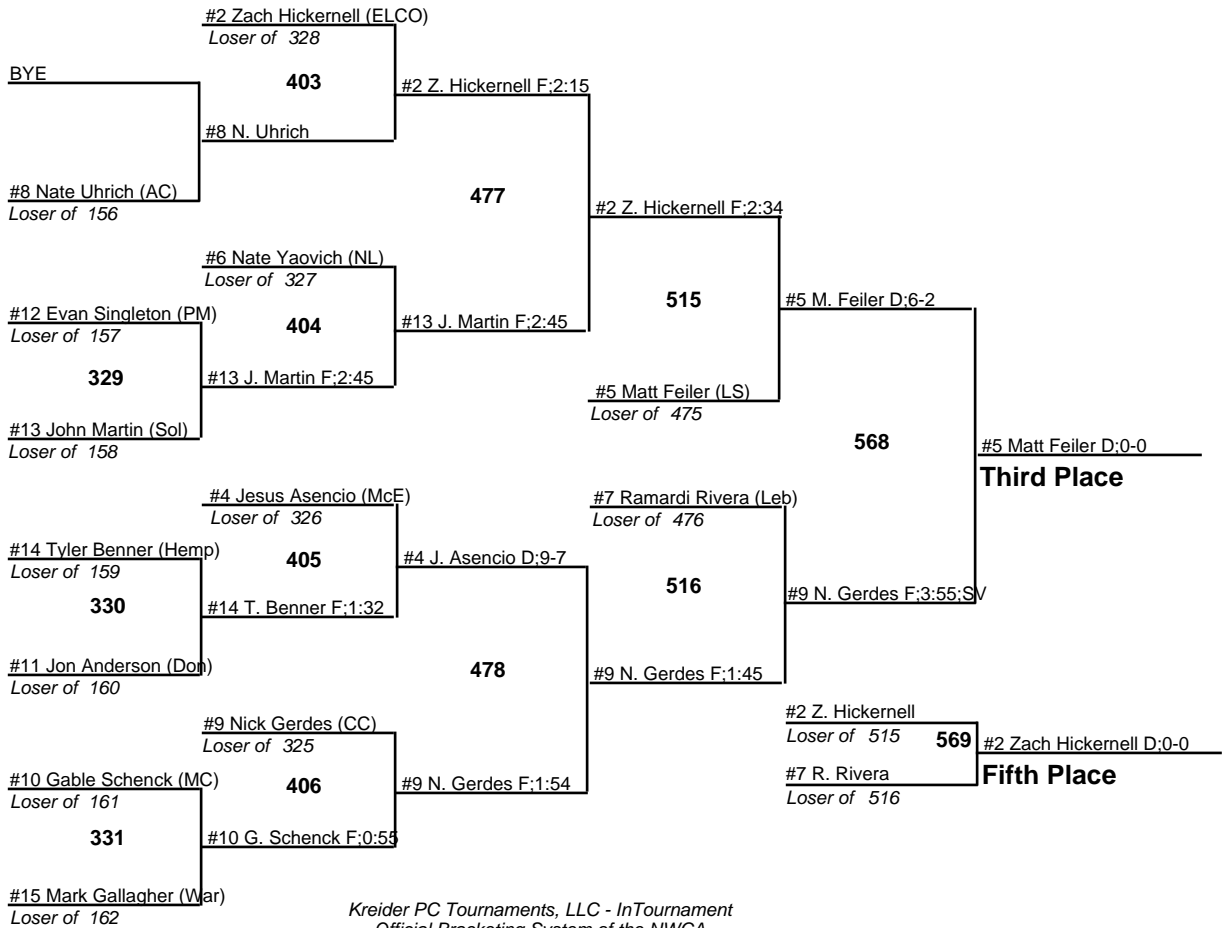 #2 Zach Hickernell (ELCO)
Loser of 328
BYE
403
#2 Z. Hickernell F;2:15
#8 N. Uhrich
#8 Nate Uhrich (AC)
Loser of 156
477
#2 Z. Hickernell F;2:34
#6 Nate Yaovich (NL)
Loser of 327
#12 Evan Singleton (PM)
Loser of 157
404
#13 J. Martin F;2:45
515
#5 M. Feiler D;6-2
329
#13 J. Martin F;2:45
#5 Matt Feiler (LS)
Loser of 475
#13 John Martin (Sol)
Loser of 158
568
#5 Matt Feiler D;0-0
Third Place
#4 Jesus Asencio (McE)
Loser of 326
#7 Ramardi Rivera (Leb)
Loser of 476
#14 Tyler Benner (Hemp)
Loser of 159
405
#4 J. Asencio D;9-7
516
#9 N. Gerdes F;3:55;SV
330
#14 T. Benner F;1:32
#11 Jon Anderson (Don)
Loser of 160
478
#9 N. Gerdes F;1:45
#9 Nick Gerdes (CC)
Loser of 325
#2 Z. Hickernell
Loser of 515
569
#2 Zach Hickernell D;0-0
Fifth Place
#7 R. Rivera
Loser of 516
#10 Gable Schenck (MC)
Loser of 161
406
#9 N. Gerdes F;1:54
331
#10 G. Schenck F;0:55
#15 Mark Gallagher (War)
Loser of 162
Kreider PC Tournaments, LLC - InTournament
Official Bracketing System of the NWCA